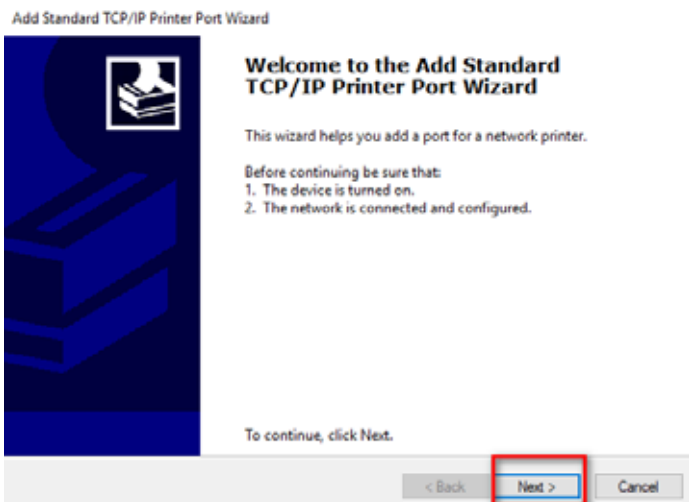 Add Standard TCP/IP Printer Port Wizard
Welcome to the Add Standard
TCP/IP Printer Port Wizard
This wizard helps you add a port for a network printer.
Before continuing be sure that:
1. The device is turned on.
2. The network is connected and configured.
To continue, click Next.
< Back
Next >
Cancel